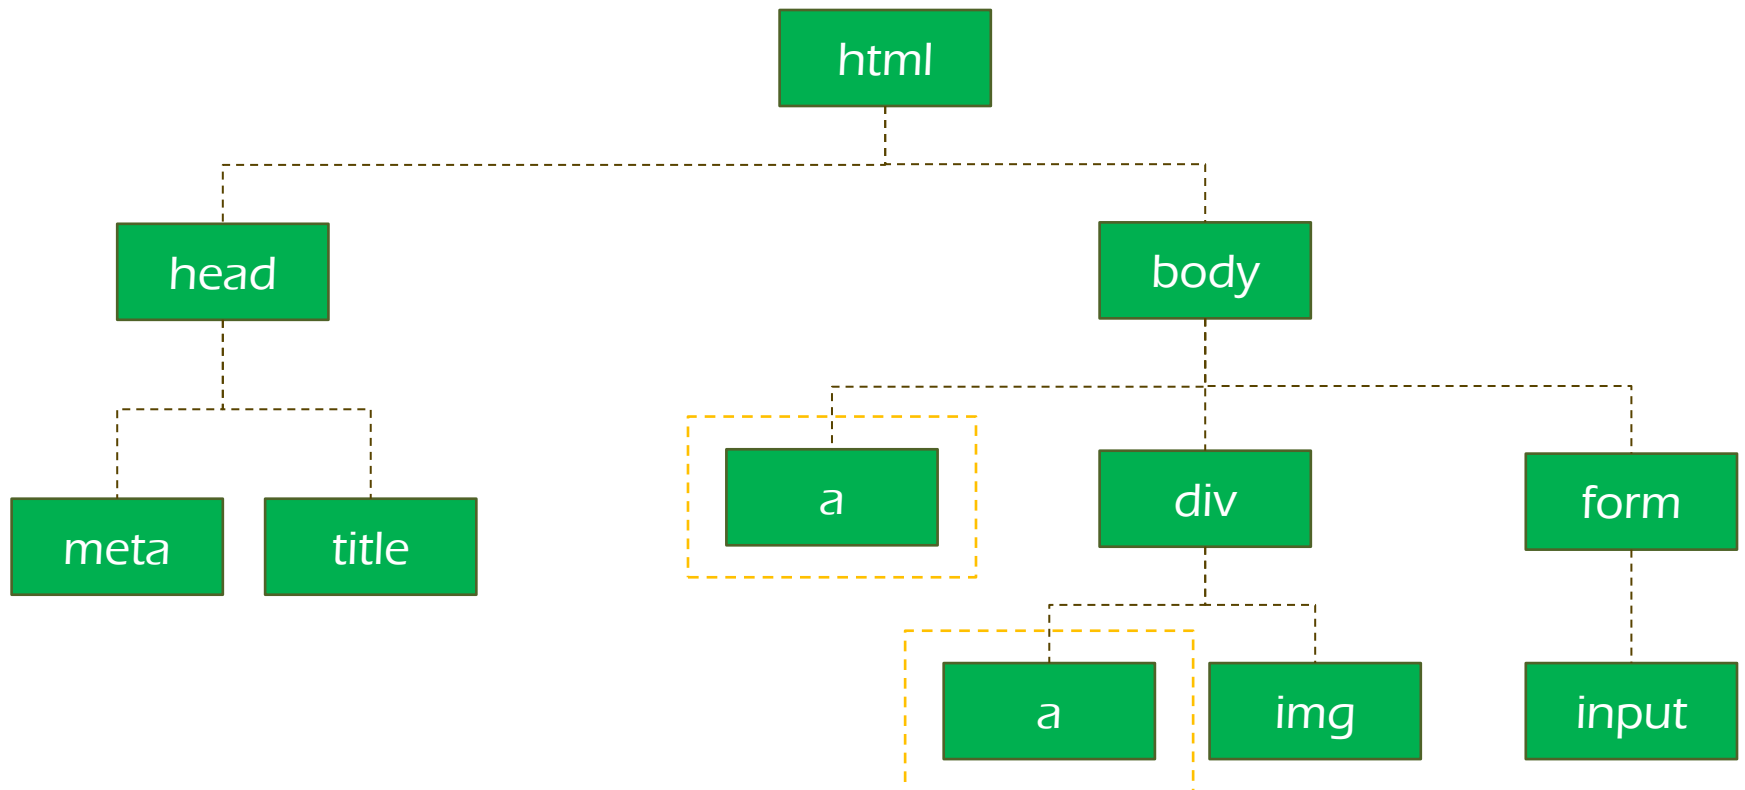 html
head
body
a
div
form
meta
title
a
img
input